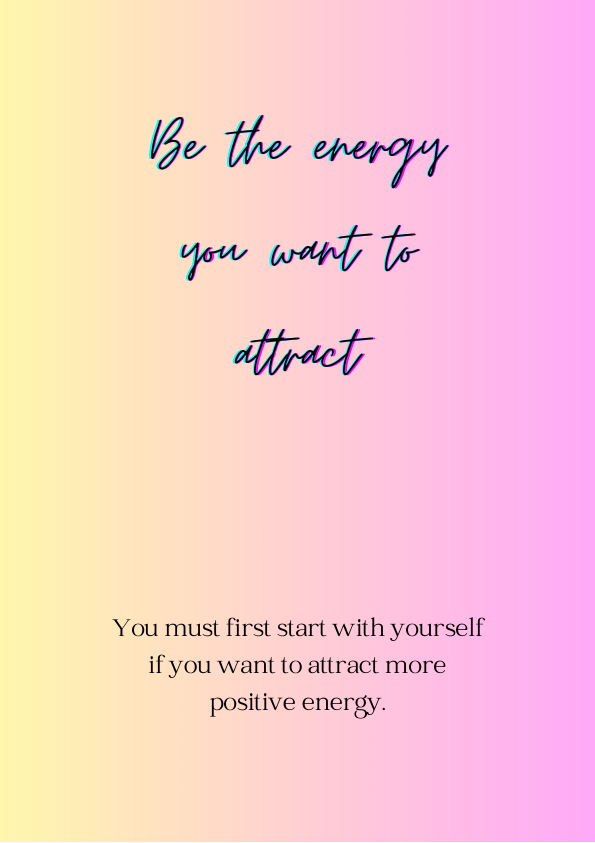 Be the energy
you want to
attract
You must first start with yourself
if you want to attract more
positive energy.